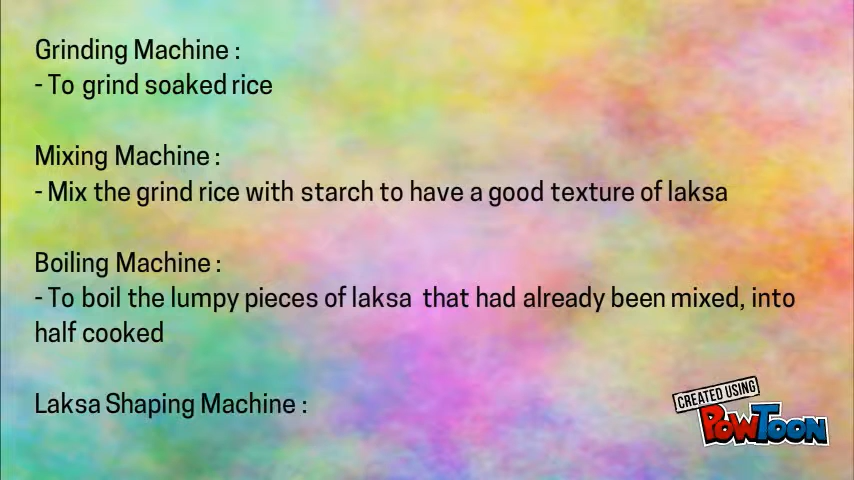 Grinding Machine :
- To grind soaked rice
Mixing Machine :
- Mix the grind rice with starch to have a good texture of laksa
Boiling Machine :
- To boil the lumpy pieces of laksa that had already been mixed, into
half cooked
Laksa Shaping Machine :
CREATED USING
POWTOON